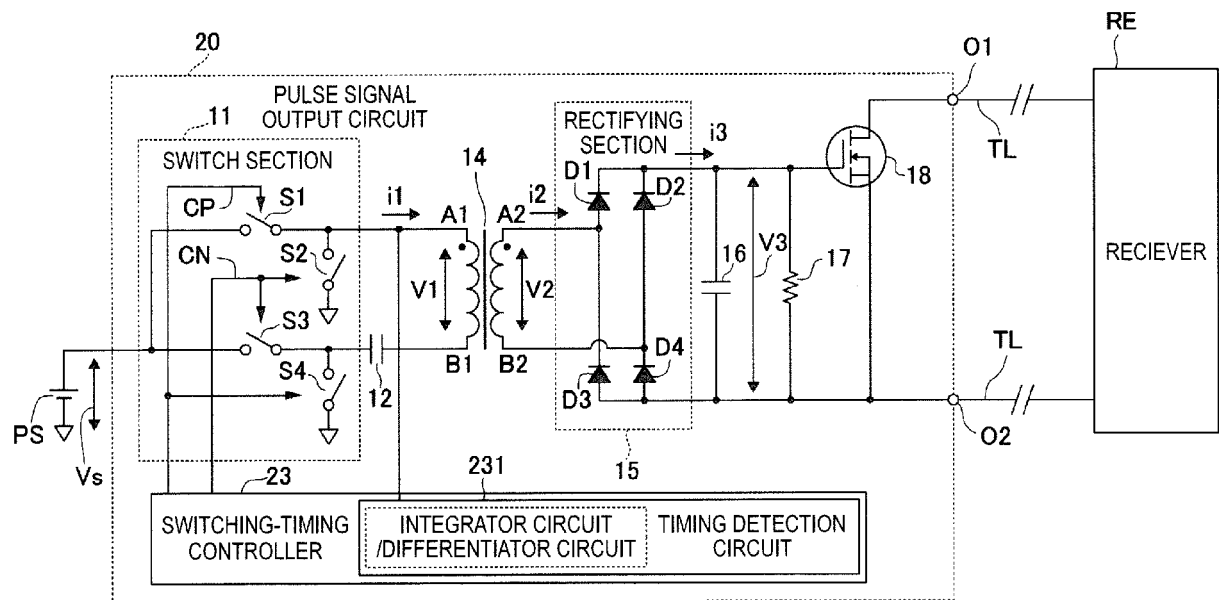 20
RE
O1
PULSE SIGNAL
OUTPUT CIRCUIT
11
SWITCH SECTION
RECTIFYING
SECTION
i3
14
TL
18
CP
S1
i1
A1
A2
i2
D1
D2
CN
S2
V1
V2
16
V3
17
RECIEVER
S3
B1
B2
D4
S4
12
D3
TL
PS
Vs
O2
15
23
231
SWITCHING-TIMING
CONTROLLER
INTEGRATOR CIRCUIT
/DIFFERENTIATOR CIRCUIT
TIMING DETECTION
CIRCUIT